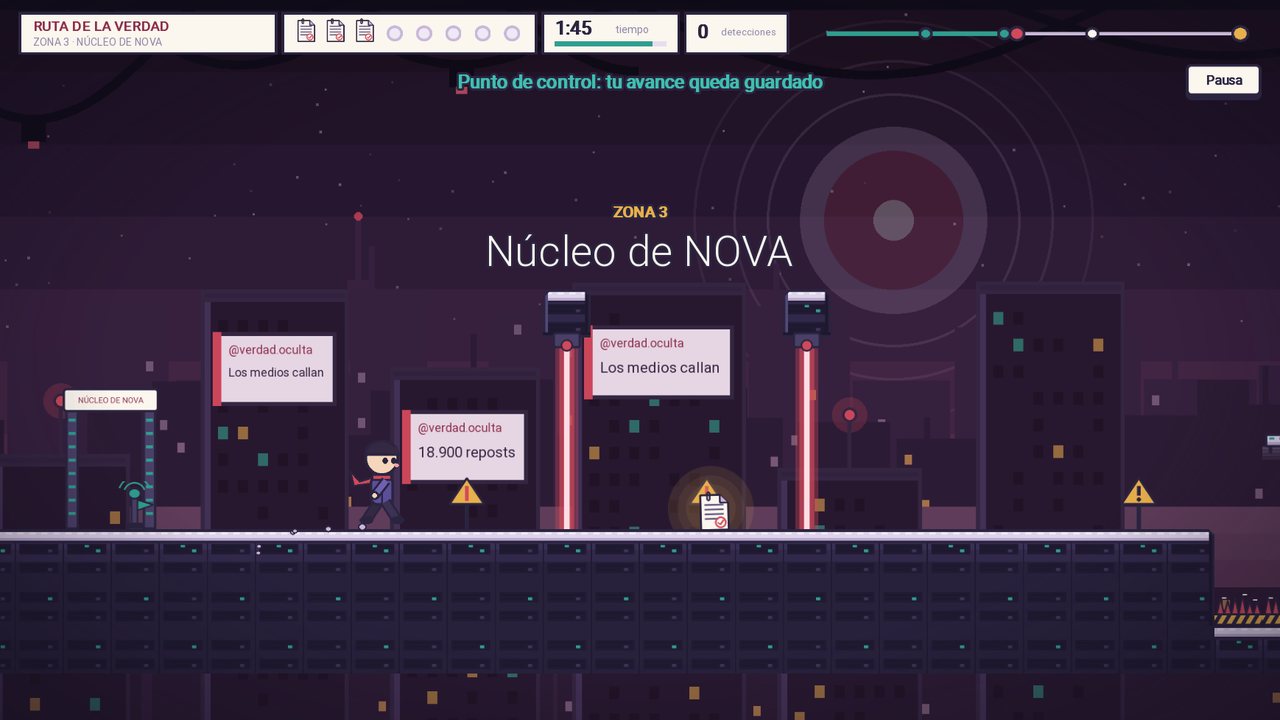 RUTA DE LA VERDAD
ZONA 3 · NÚCLEO DE NOVA
1:45 tiempo
0 detecciones
Punto de control: tu avance queda guardado
Pausa
ZONA 3
Núcleo de NOVA
@verdad.oculta
Los medios callan
@verdad.oculta
Los medios callan
NÚCLEO DE NOVA
@verdad.oculta
18.900 reposts